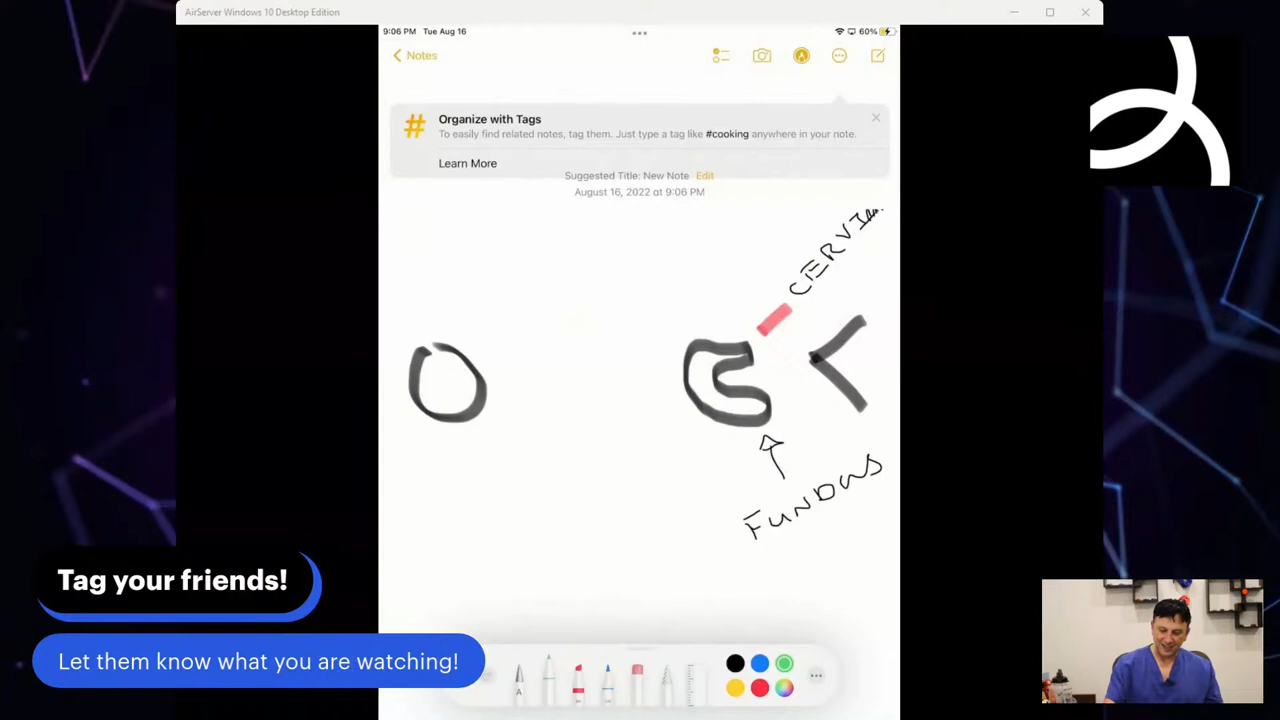 AirServer Windows 10 Desktop Edition
9:06 PM Tue Aug 16
60%
Notes
Organize with Tags
To easily find related notes, tag them. Just type a tag like #cooking anywhere in your note.
Learn More
Suggested Title: New Note Edit
August 16, 2022 at 9:06 PM
FUNDUS
Tag your friends!
Let them know what you are watching!
A